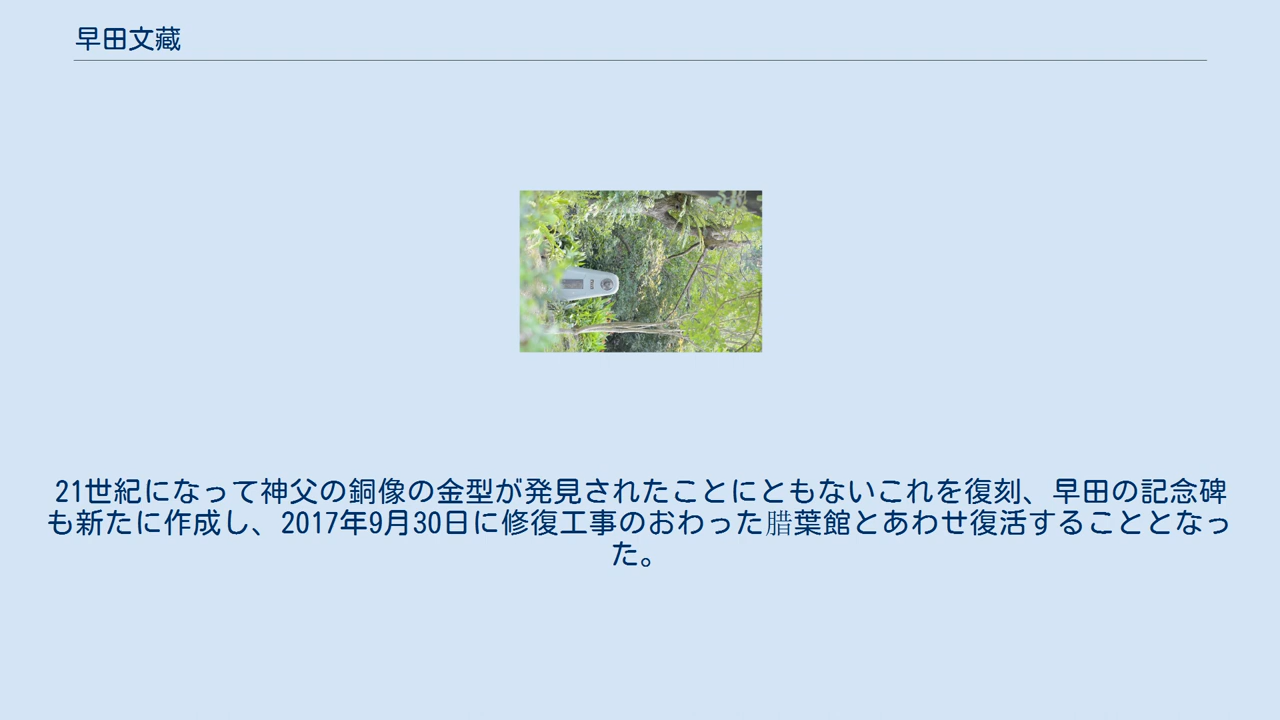 早田文藏
21世紀になって神父の銅像の金型が発見されたことにともないこれを復刻、早田の記念碑
も新たに作成し、2017年9月30日に修復工事のおわった腊葉館とあわせ復活することとなっ
た。